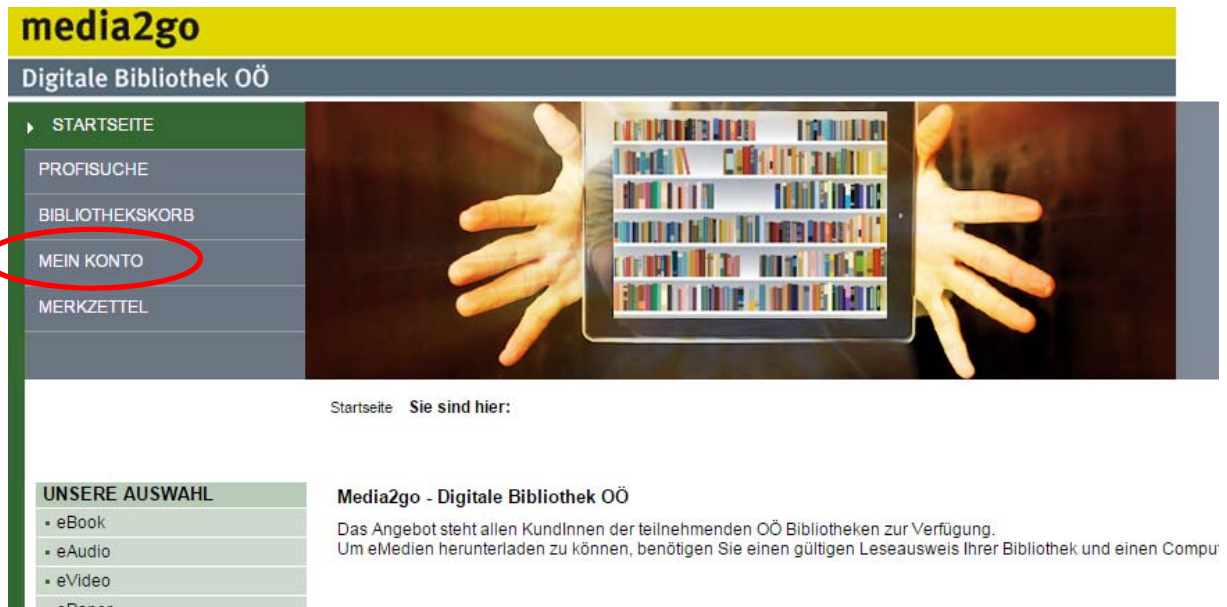 media2go
Digitale Bibliothek OÖ
STARTSEITE
PROFISUCHE
BIBLIOTHEKSKORB
MEIN KONTO
MERKZETTEL
Startseite Sie sind hier:
UNSERE AUSWAHL
eBook
eAudio
eVideo
Media2go - Digitale Bibliothek OÖ
Das Angebot steht allen KundInnen der teilnehmenden OÖ Bibliotheken zur Verfügung.
Um eMedien herunterladen zu können, benötigen Sie einen gültigen Leseausweis Ihrer Bibliothek und einen Comput